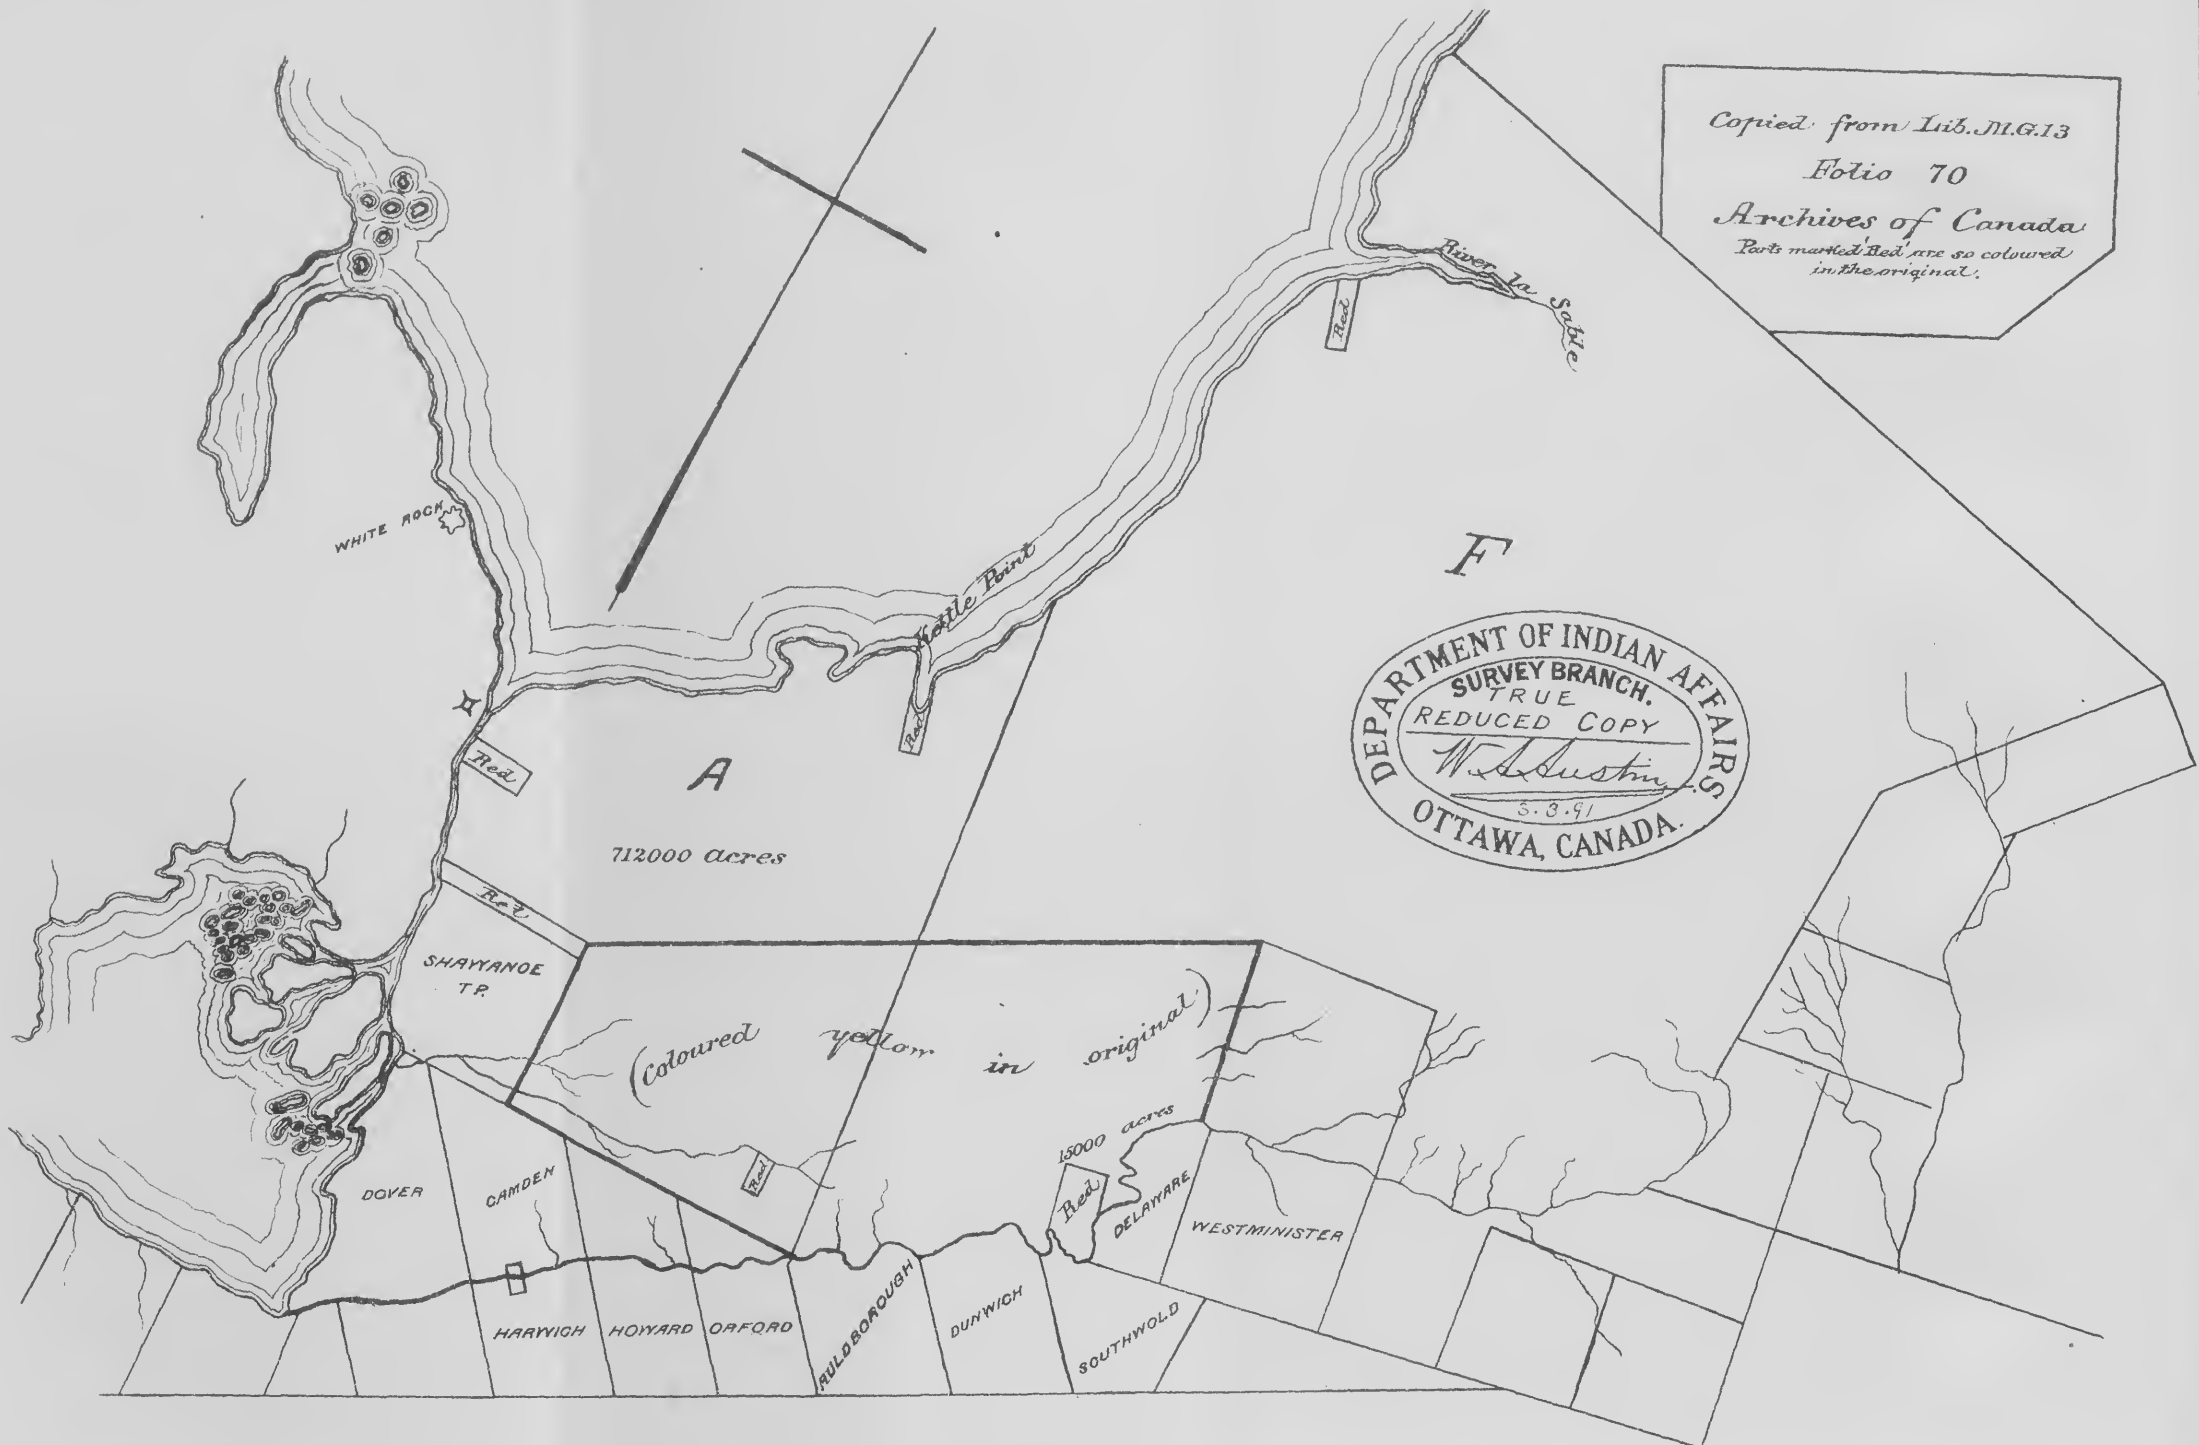 Copied from Lib. M.G.13
Folio 70
Archives of Canada
Parts marked 'Red' are so coloured
in the original.
River la Sable
Red
WHITE ROCK
Kettle Point
F
DEPARTMENT OF INDIAN AFFAIRS
SURVEY BRANCH.
TRUE
REDUCED COPY
W. A. Austin
3.3.91
OTTAWA, CANADA.
Red
Red
A
712000 acres
Red
SHAWANOE
T.P.
(Coloured yellow in original)
15000 acres
Red
Red
DOVER
CAMDEN
DELAWARE
WESTMINISTER
HARWICH
HOWARD
ORFORD
AULDBOROUGH
DUNWICH
SOUTHWOLD